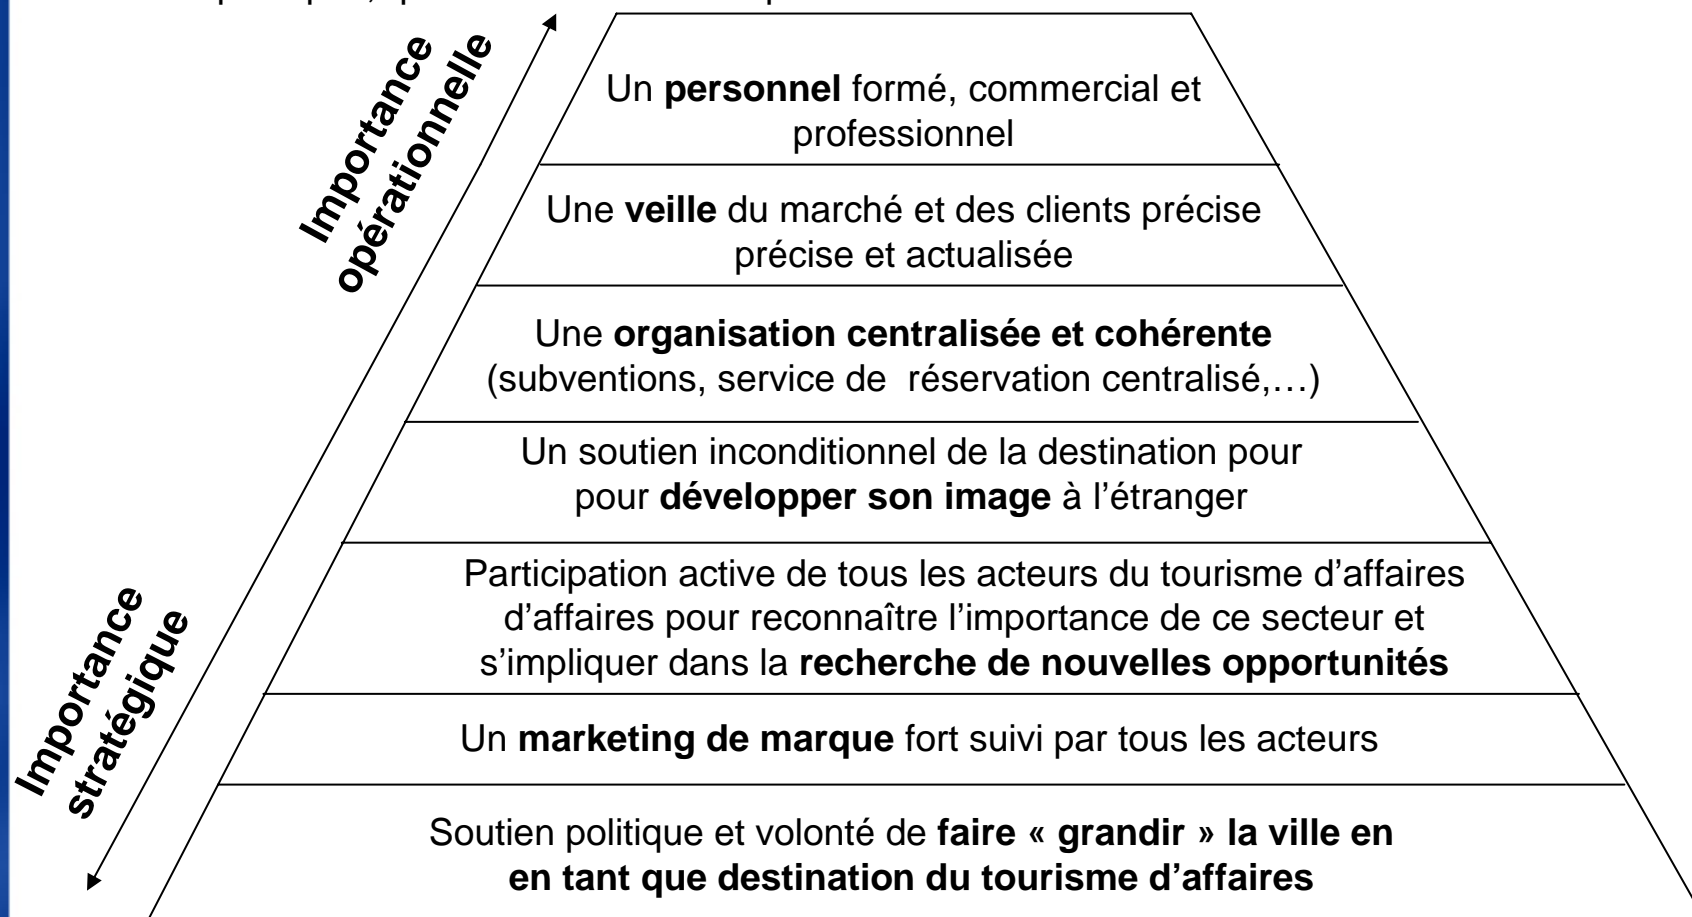 Importance
opérationnelle
Un personnel formé, commercial et
professionnel
Une veille du marché et des clients précise
précise et actualisée
Une organisation centralisée et cohérente
(subventions, service de réservation centralisé,…)
Un soutien inconditionnel de la destination pour
pour développer son image à l’étranger
Participation active de tous les acteurs du tourisme d’affaires
d’affaires pour reconnaître l’importance de ce secteur et
s’impliquer dans la recherche de nouvelles opportunités
Importance
stratégique
Un marketing de marque fort suivi par tous les acteurs
Soutien politique et volonté de faire « grandir » la ville en
en tant que destination du tourisme d’affaires